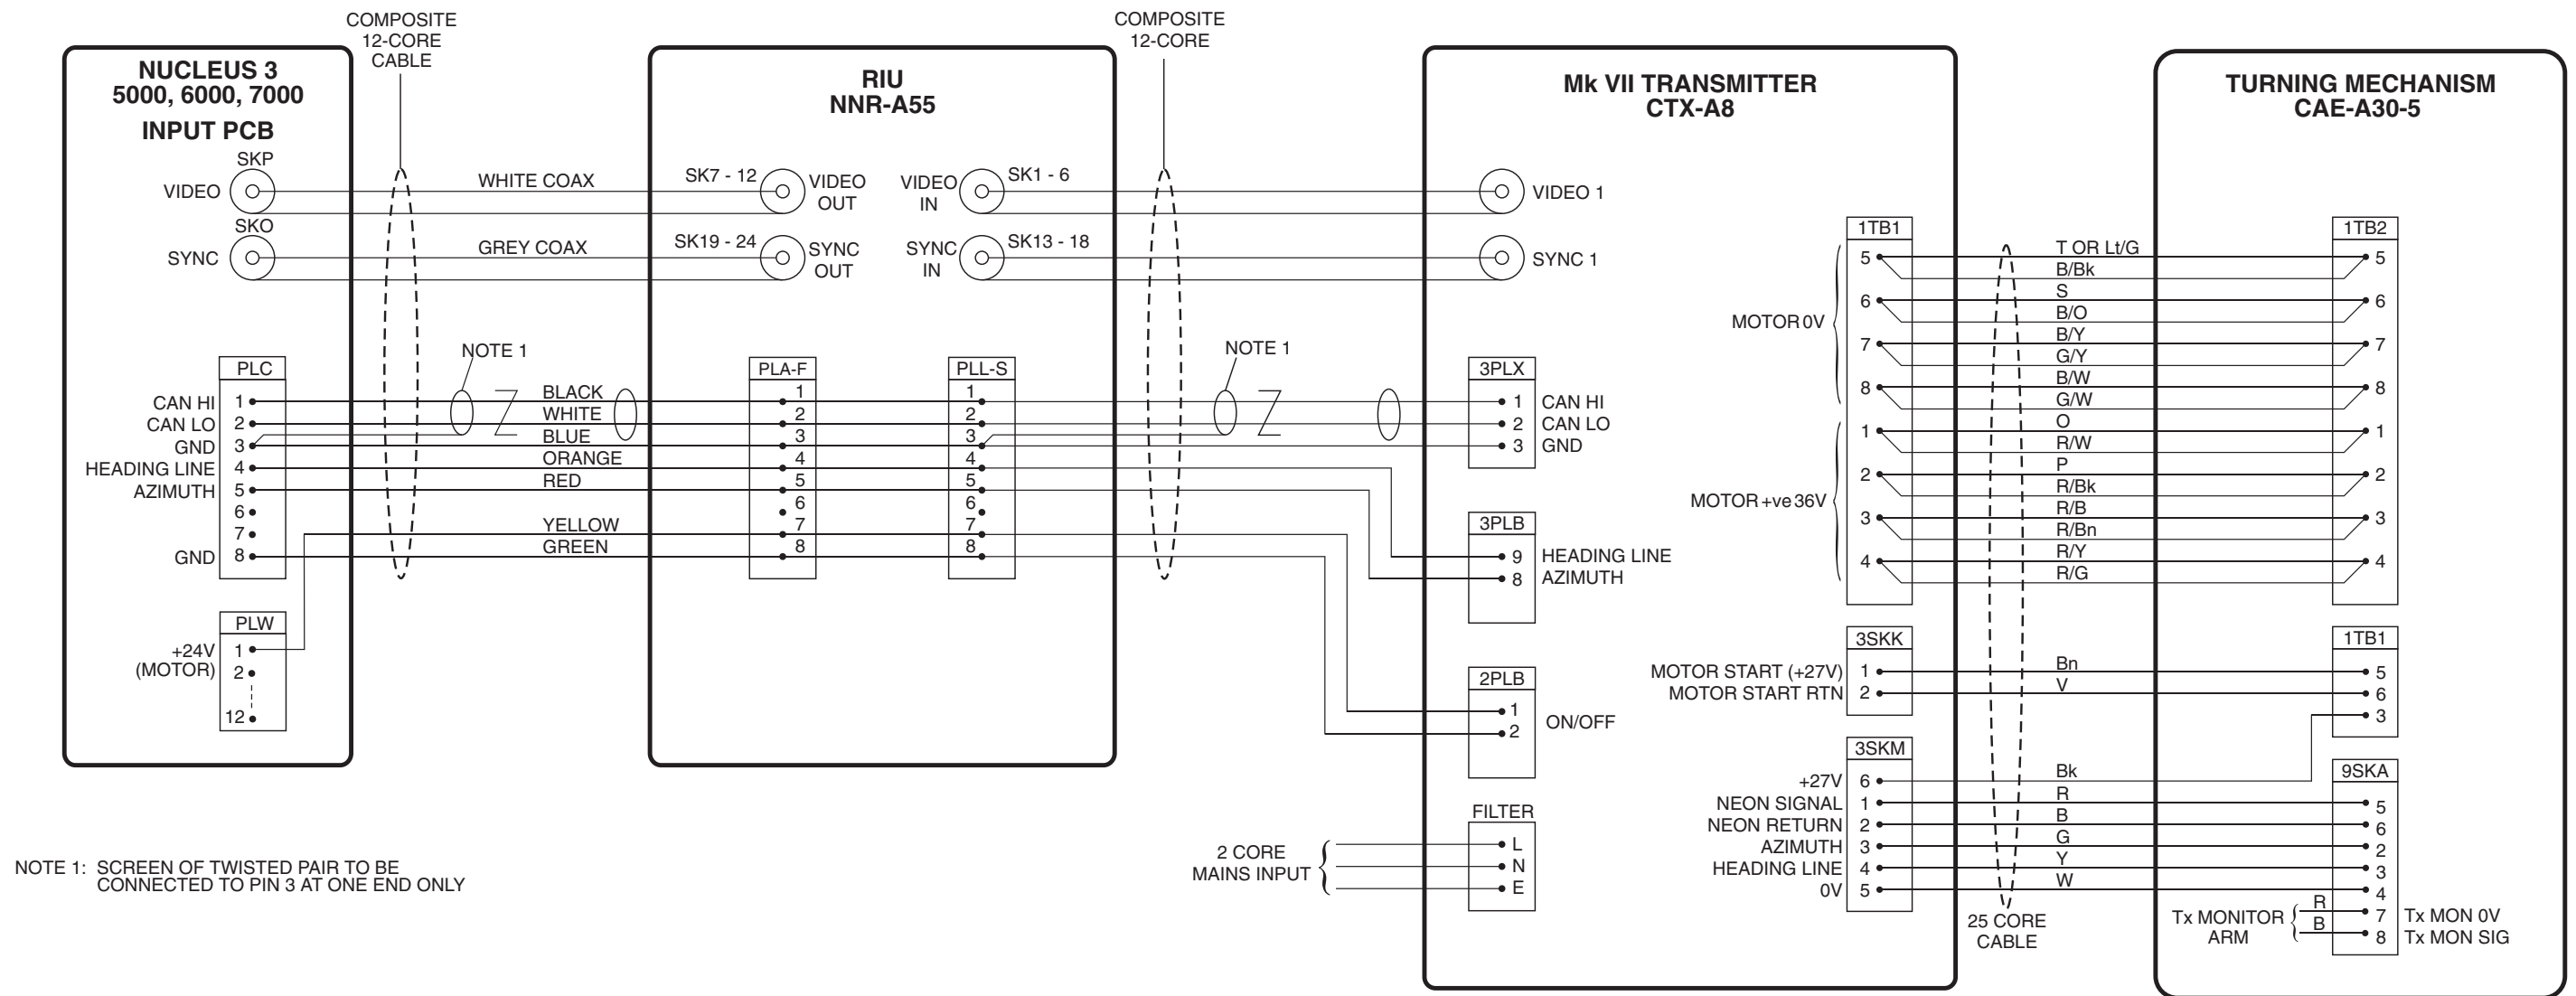 COMPOSITE
12-CORE
CABLE
COMPOSITE
12-CORE
NUCLEUS 3
5000, 6000, 7000
INPUT PCB
SKP
VIDEO
SKO
SYNC
WHITE COAX
GREY COAX
NOTE 1
PLC
CAN HI 1
CAN LO 2
GND 3
HEADING LINE 4
AZIMUTH 5
6
7
GND 8
BLACK
WHITE
BLUE
ORANGE
RED
YELLOW
GREEN
PLW
+24V 1
(MOTOR) 2
12
NOTE 1: SCREEN OF TWISTED PAIR TO BE
CONNECTED TO PIN 3 AT ONE END ONLY
RIU
NNR-A55
SK7 - 12
VIDEO
OUT
VIDEO
IN
SK1 - 6
SK19 - 24
SYNC
OUT
SYNC
IN
SK13 - 18
PLA-F
1
2
3
4
5
6
7
8
PLL-S
1
2
3
4
5
6
7
8
NOTE 1
Mk VII TRANSMITTER
CTX-A8
VIDEO 1
SYNC 1
3PLX
1 CAN HI
2 CAN LO
3 GND
3PLB
9 HEADING LINE
8 AZIMUTH
2PLB
1
2
ON/OFF
FILTER
L
N
E
2 CORE
MAINS INPUT
1TB1
5
6
7
8
MOTOR 0V
1
2
3
4
MOTOR +ve 36V
3SKK
MOTOR START (+27V) 1
MOTOR START RTN 2
3SKM
+27V 6
NEON SIGNAL 1
NEON RETURN 2
AZIMUTH 3
HEADING LINE 4
0V 5
T OR Lt/G
B/Bk
S
B/O
B/Y
G/Y
B/W
G/W
O
R/W
P
R/Bk
R/B
R/Bn
R/Y
R/G
Bn
V
Bk
R
B
G
Y
W
25 CORE
CABLE
TURNING MECHANISM
CAE-A30-5
1TB2
5
6
7
8
1
2
3
4
1TB1
5
6
3
9SKA
5
6
2
3
4
7 Tx MON 0V
8 Tx MON SIG
Tx MONITOR
ARM
R
B